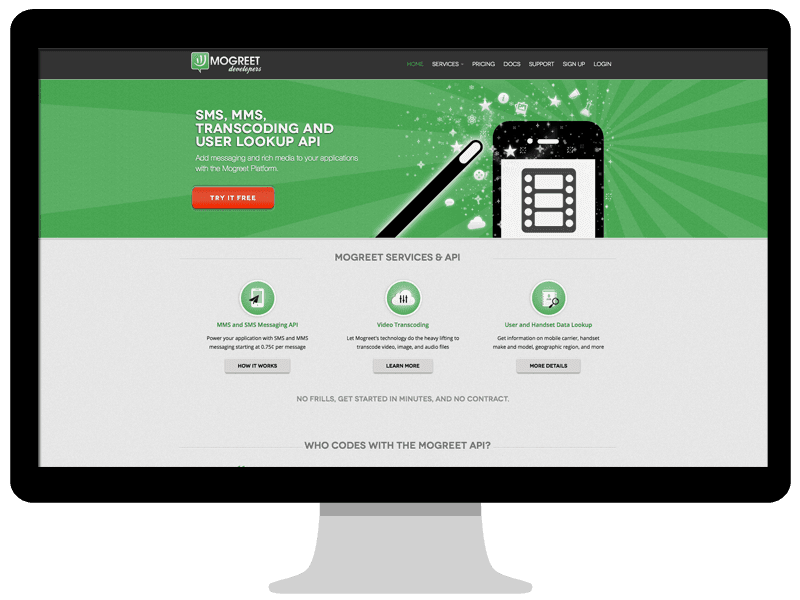 MOGREET
developers
HOME SERVICES PRICING DOCS SUPPORT SIGN UP LOGIN
SMS, MMS,
TRANSCODING AND
USER LOOKUP API
Add messaging and rich media to your applications
with the Mogreet Platform.
TRY IT FREE
MOGREET SERVICES & API
MMS and SMS Messaging API
Power your application with SMS and MMS
messaging starting at 0.75¢ per message
HOW IT WORKS
Video Transcoding
Let Mogreet's technology do the heavy lifting to
transcode video, image, and audio files
LEARN MORE
User and Handset Data Lookup
Get information on mobile carrier, handset
make and model, geographic region, and more
MORE DETAILS
NO FRILLS, GET STARTED IN MINUTES, AND NO CONTRACT.
WHO CODES WITH THE MOGREET API?